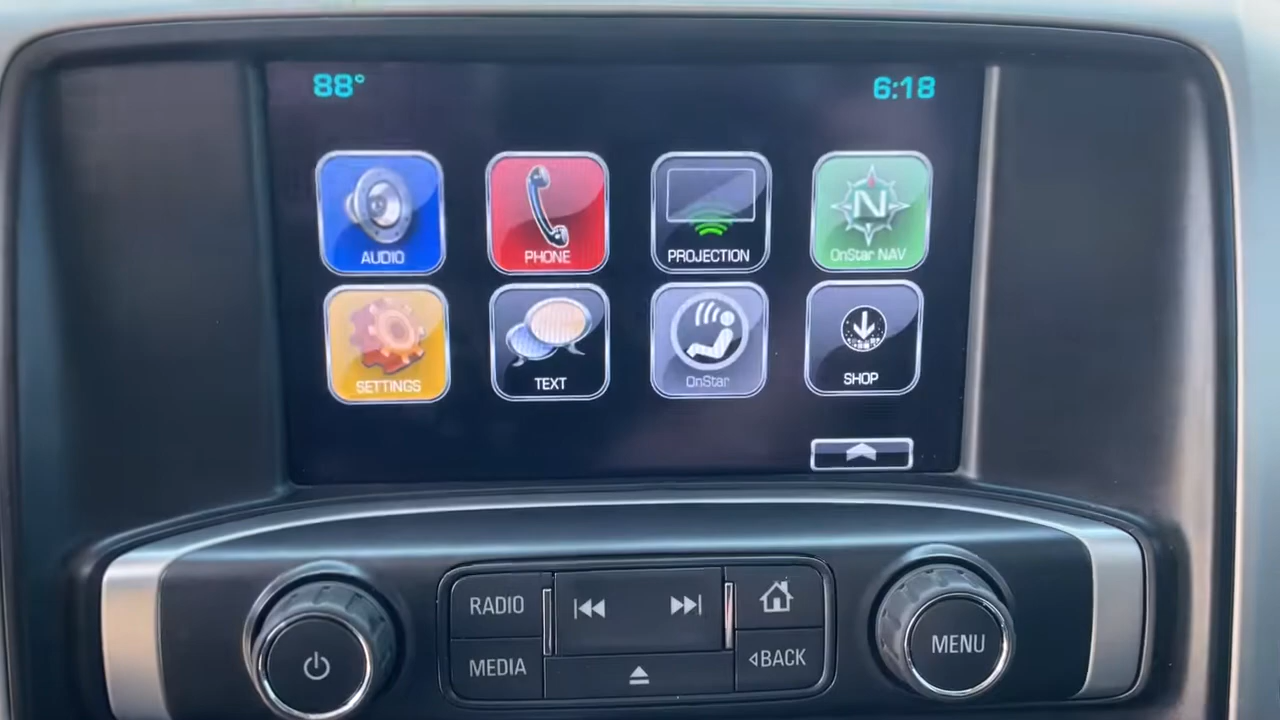 88° 6:18
AUDIO PHONE PROJECTION OnStar NAV
SETTINGS TEXT OnStar SHOP
RADIO
MEDIA BACK
MENU